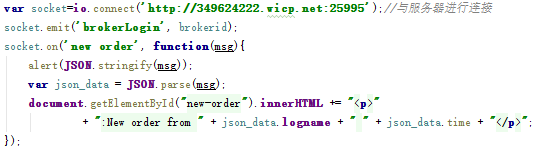 var socket=io.connect('http://349624222.wicp.net:25995');//与服务器进行连接
socket.emit('brokerLogin', brokerid);
socket.on('new order', function(msg){
alert(JSON.stringify(msg));
var json_data = JSON.parse(msg);
document.getElementById("new-order").innerHTML += "<p>"
+ ":New order from " + json_data.logname + " " + json_data.time + "</p>";
});